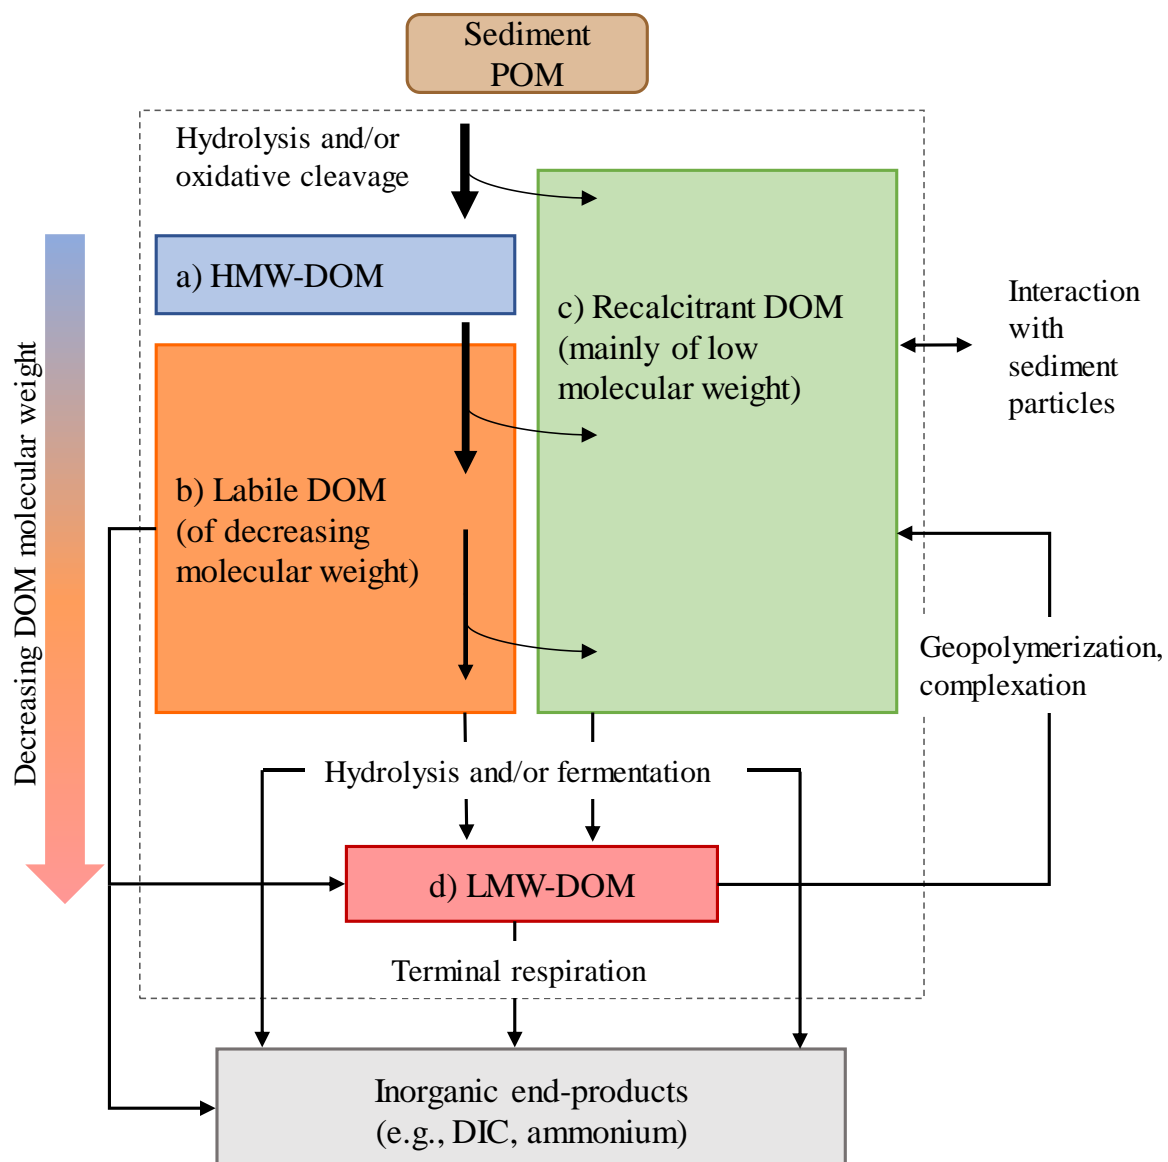 Sediment
POM
Hydrolysis and/or
oxidative cleavage
a) HMW-DOM
c) Recalcitrant DOM
(mainly of low
molecular weight)
Interaction
with
sediment
particles
Decreasing DOM molecular weight
b) Labile DOM
(of decreasing
molecular weight)
Geopolymerization,
complexation
Hydrolysis and/or fermentation
d) LMW-DOM
Terminal respiration
Inorganic end-products
(e.g., DIC, ammonium)